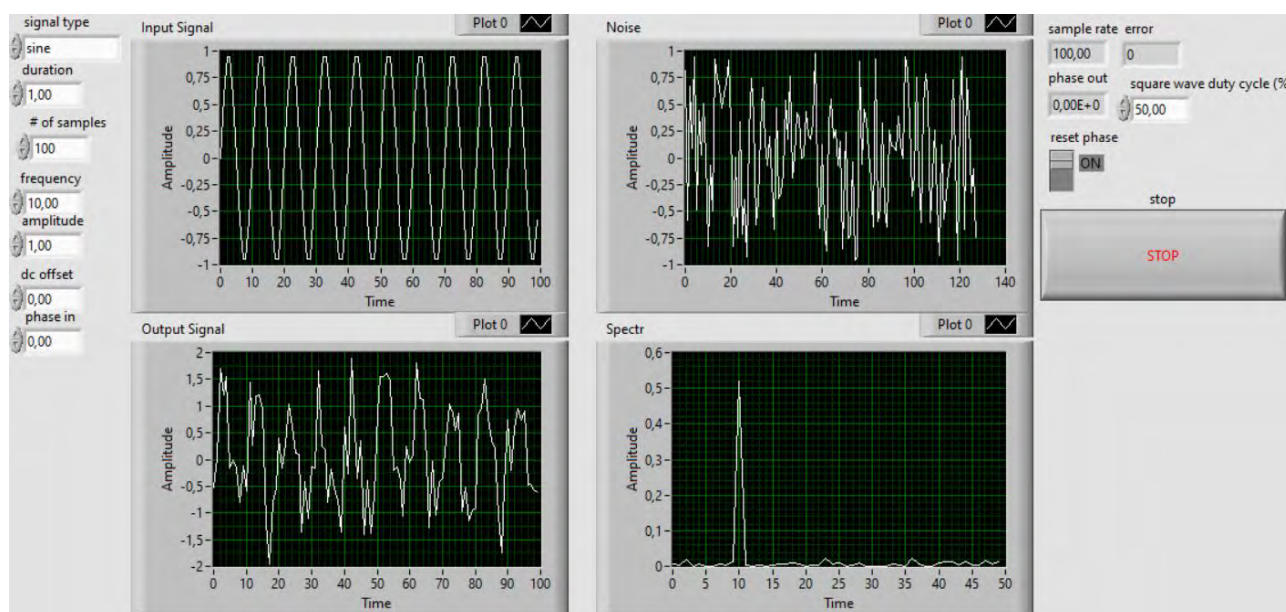 signal type
sine
duration
1,00
# of samples
100
frequency
10,00
amplitude
1,00
dc offset
0,00
phase in
0,00
Input Signal
Plot 0
Amplitude
1
0,75
0,5
0,25
0
-0,25
-0,5
-0,75
-1
0 10 20 30 40 50 60 70 80 90 100
Time
Noise
Plot 0
Amplitude
1
0,75
0,5
0,25
0
-0,25
-0,5
-0,75
-1
0 20 40 60 80 100 120 140
Time
sample rate error
100,00 0
phase out
0,00E+0
square wave duty cycle (%
50,00
reset phase
ON
stop
STOP
Output Signal
Plot 0
Amplitude
2
1,5
1
0,5
0
-0,5
-1
-1,5
-2
0 10 20 30 40 50 60 70 80 90 100
Time
Spectr
Plot 0
Amplitude
0,6
0,5
0,4
0,3
0,2
0,1
0
0 5 10 15 20 25 30 35 40 45 50
Time